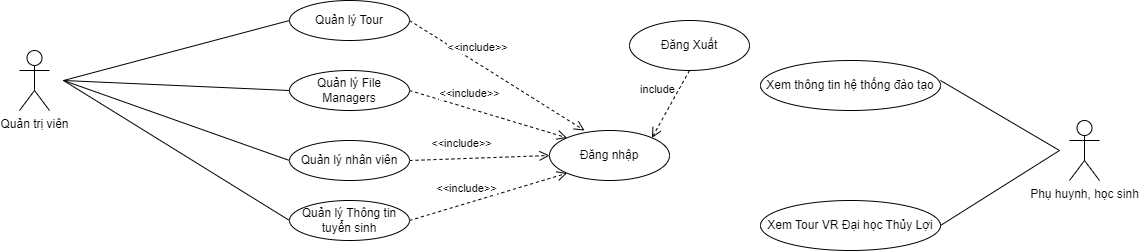 Quản lý Tour
<<include>>
Đăng Xuất
Quản lý File
Managers
<<include>>
include
Xem thông tin hệ thống đào tạo
Quản trị viên
<<include>>
Quản lý nhân viên
Đăng nhập
<<include>>
Phụ huynh, học sinh
Quản lý Thông tin
tuyển sinh
Xem Tour VR Đại học Thủy Lợi